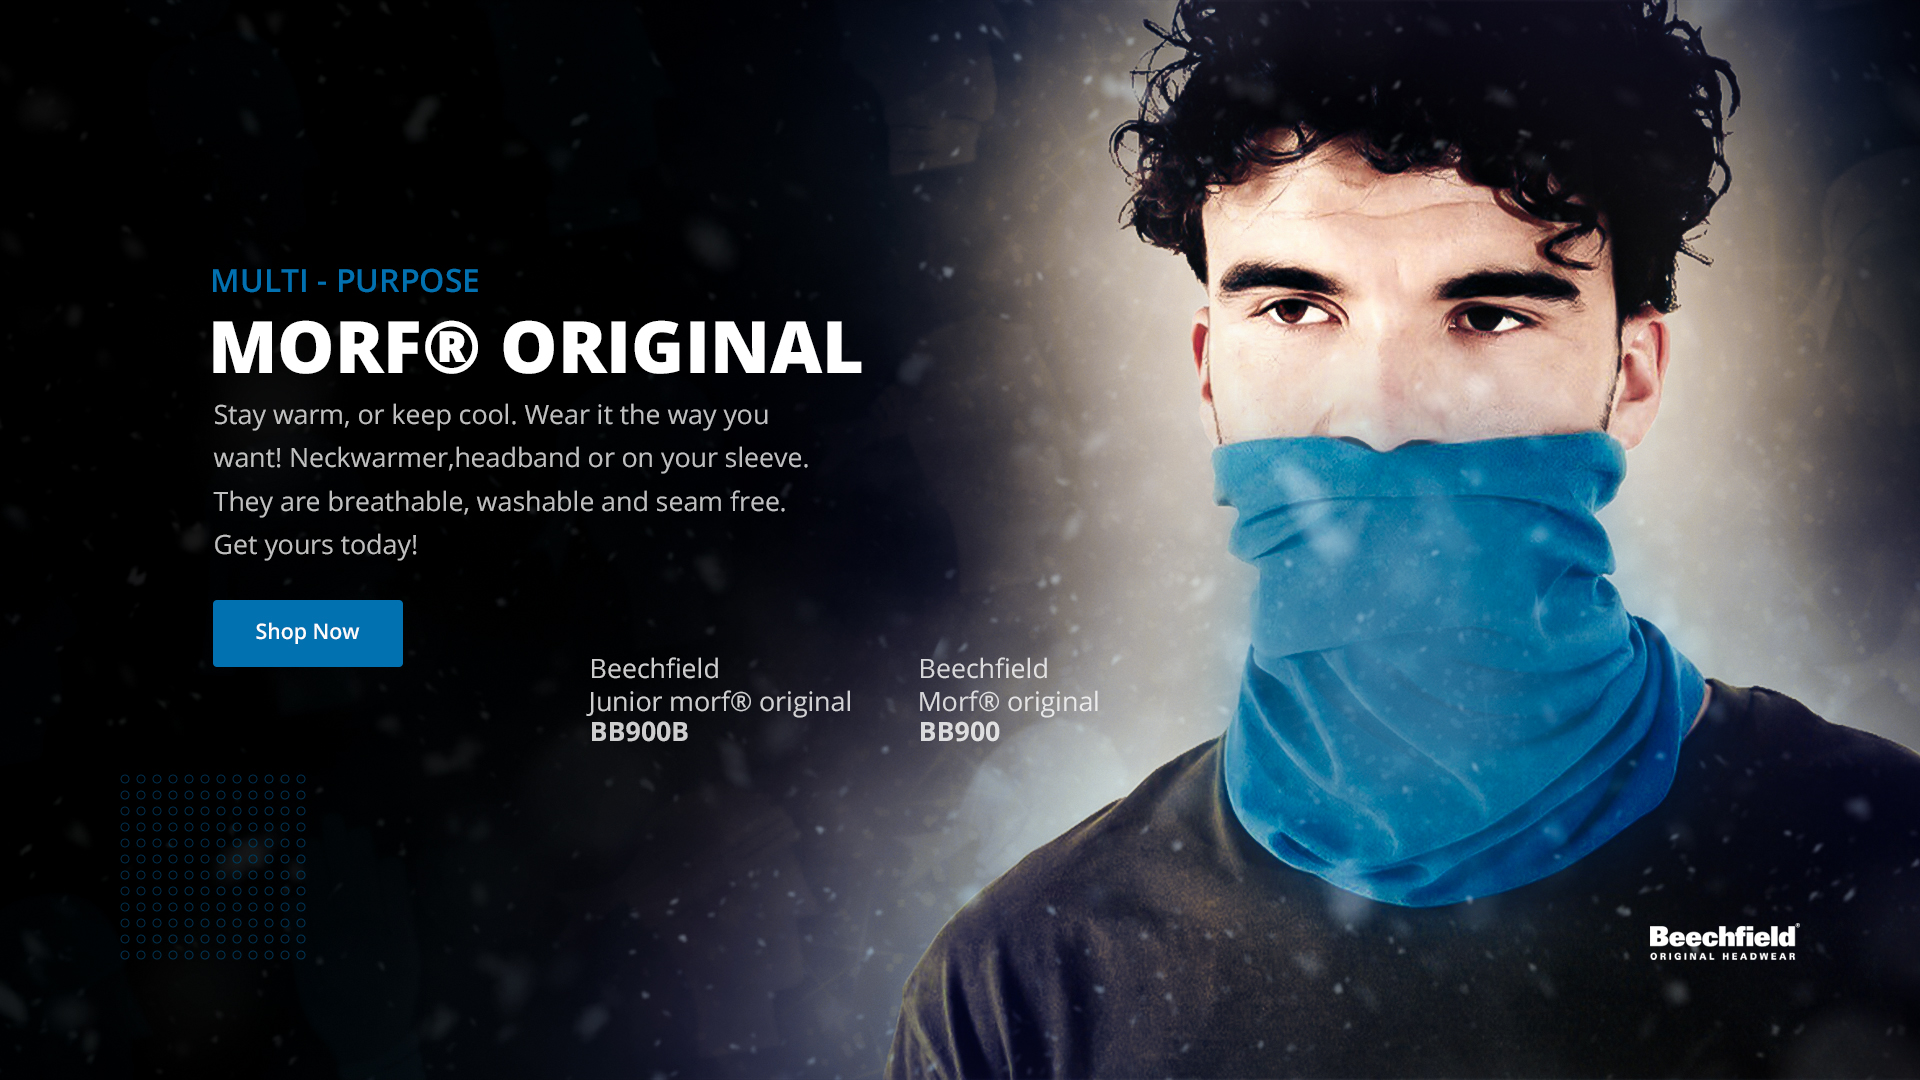 MULTI - PURPOSE
MORF® ORIGINAL
Stay warm, or keep cool. Wear it the way you
want! Neckwarmer,headband or on your sleeve.
They are breathable, washable and seam free.
Get yours today!
Shop Now
Beechfield
Junior morf® original
BB900B
Beechfield
Morf® original
BB900
Beechfield®
ORIGINAL HEADWEAR